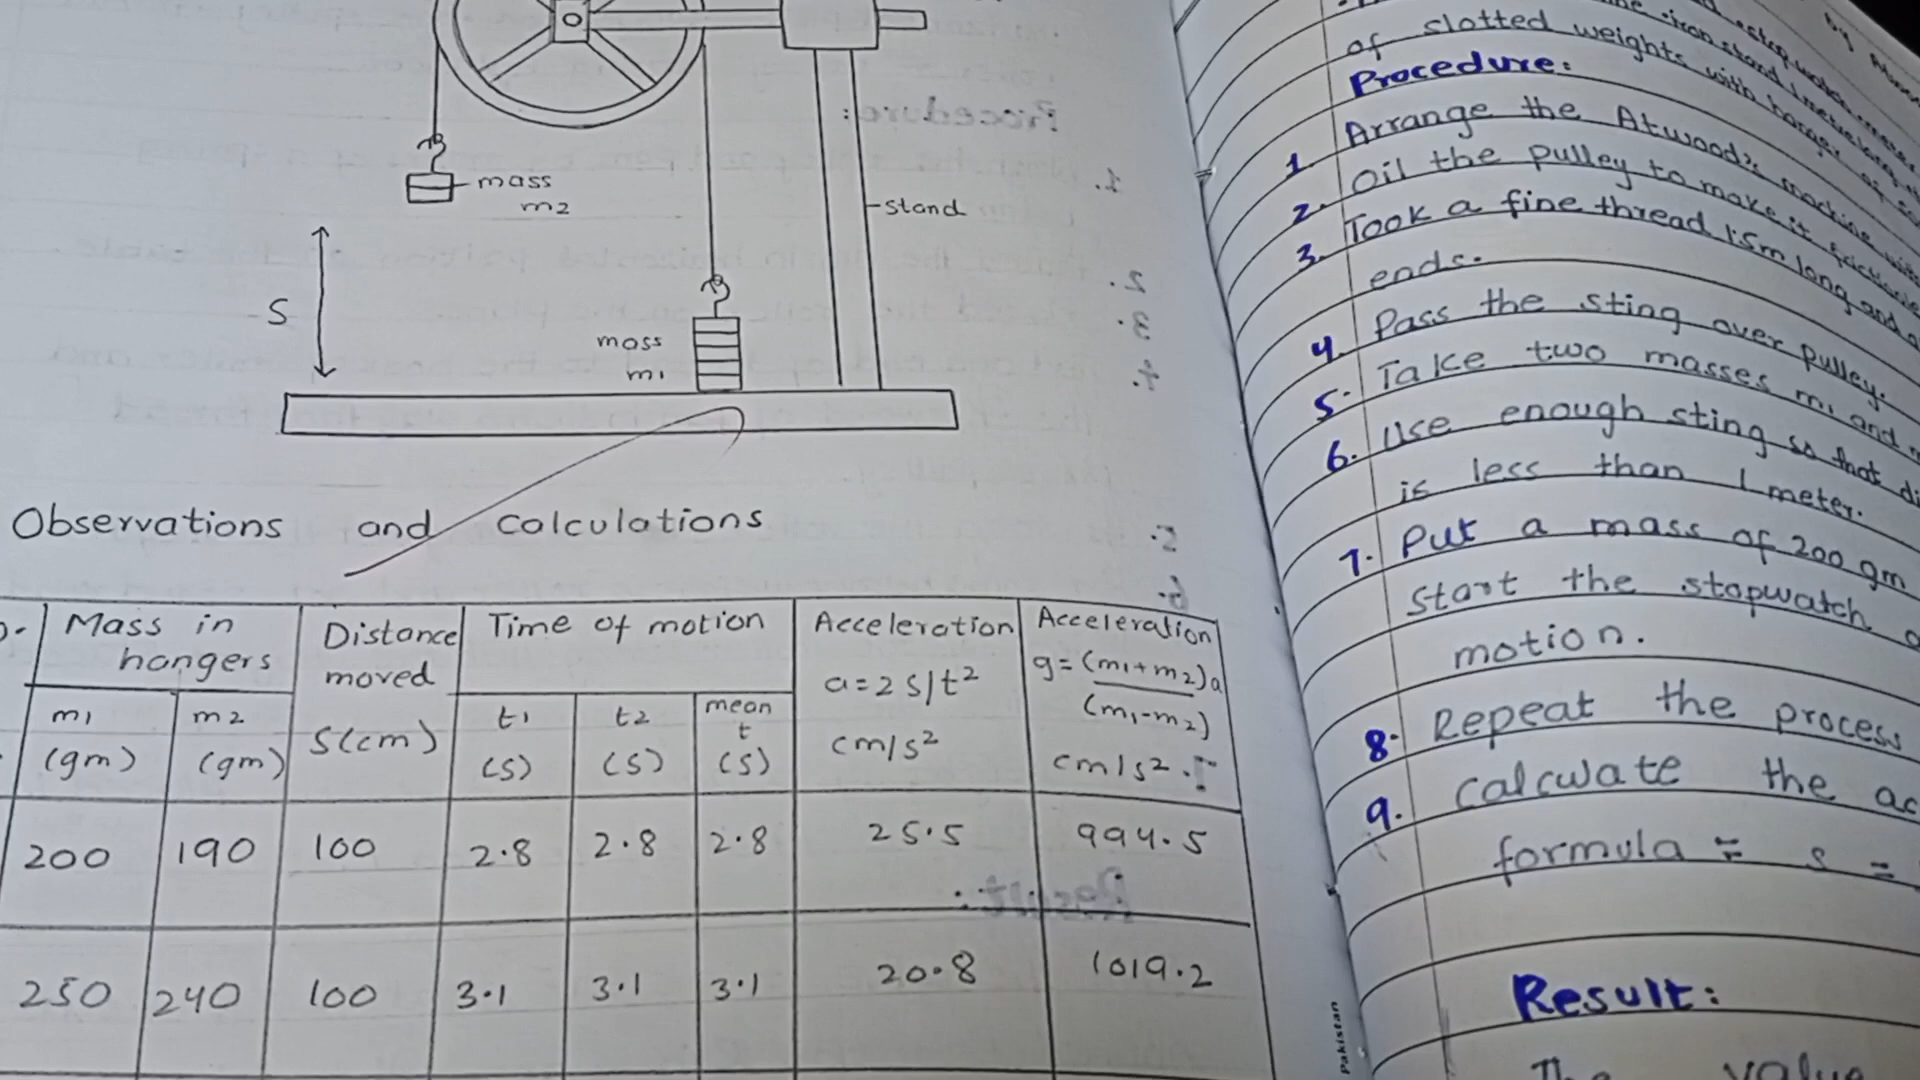 mass
m2
stand
S
mass
m1
Observations and calculations
Mass in hangers
Distance moved
Time of motion
Acceleration
Acceleration
a=2S/t²
g=(m1+m2)a
(m1-m2)
m1
m2
S(cm)
t1
t2
mean
t
cm/s²
cm/s²
(gm)
(gm)
(s)
(s)
(s)
200 190 100 2.8 2.8 2.8 25.5 994.5
250 240 100 3.1 3.1 3.1 20.8 1019.2
of slotted weights with hanger
Procedure:
1. Arrange the Atwood's machine
2. Oil the pulley to make it
3. Took a fine thread 1.5m long and
ends.
4. Pass the sting over pulley.
5. Take two masses m1 and
6. Use enough sting so that
is less than 1 meter.
7. Put a mass of 200 gm
start the stopwatch
motion.
8. Repeat the process
9. calculate the
formula = s =
Result:
The value
Pakistan